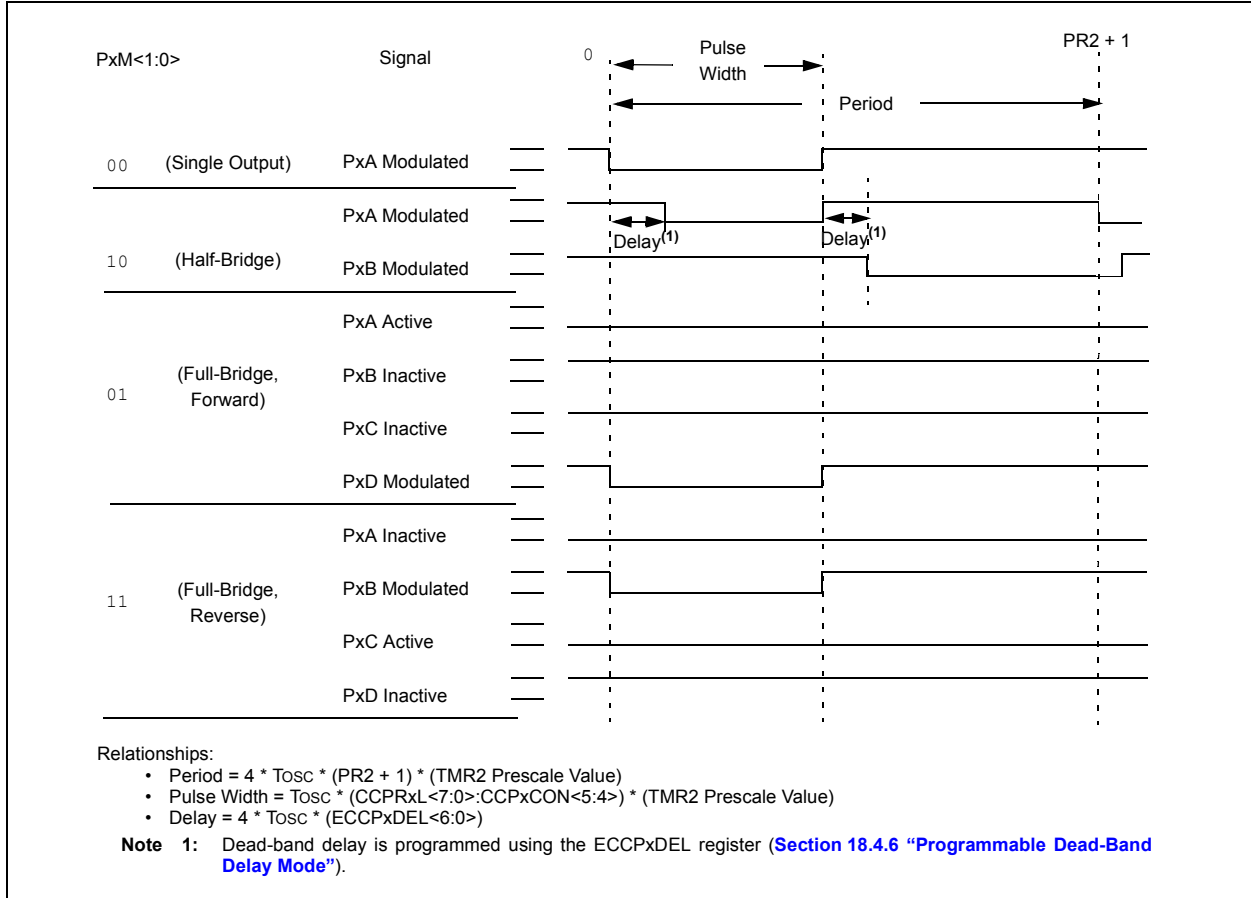 PxM<1:0> Signal 0 Pulse Width PR2 + 1
Period
00 (Single Output) PxA Modulated
PxA Modulated
Delay(1) Delay(1)
10 (Half-Bridge) PxB Modulated
PxA Active
01 (Full-Bridge, Forward) PxB Inactive
PxC Inactive
PxD Modulated
PxA Inactive
11 (Full-Bridge, Reverse) PxB Modulated
PxC Active
PxD Inactive
Relationships:
• Period = 4 * TOSC * (PR2 + 1) * (TMR2 Prescale Value)
• Pulse Width = TOSC * (CCPRxL<7:0>:CCPxCON<5:4>) * (TMR2 Prescale Value)
• Delay = 4 * TOSC * (ECCPxDEL<6:0>)
Note 1: Dead-band delay is programmed using the ECCPxDEL register (Section 18.4.6 “Programmable Dead-Band
Delay Mode”).